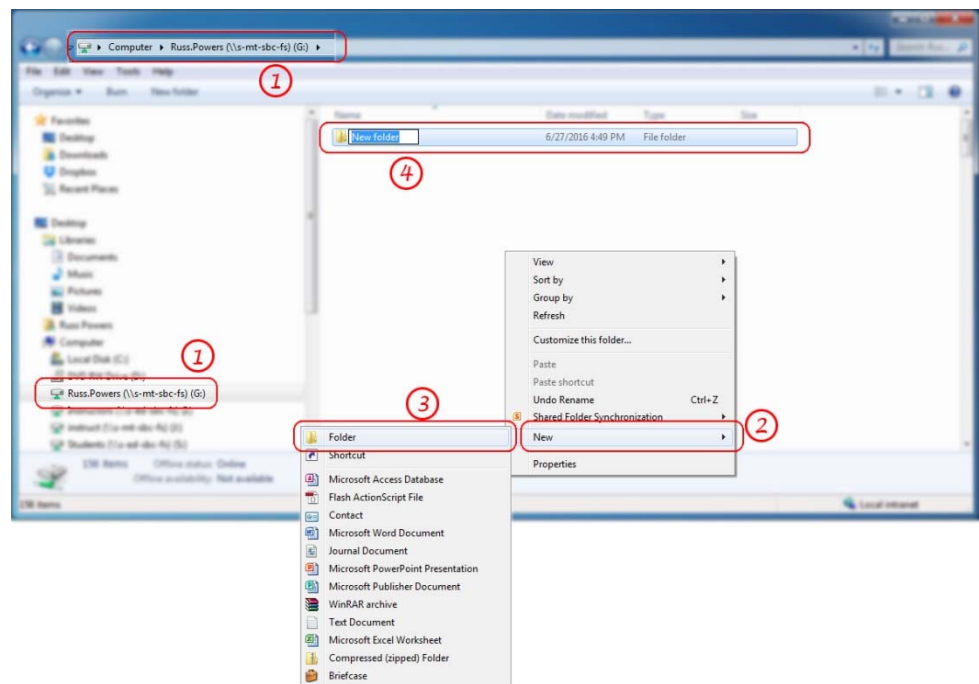 Computer ▸ Russ.Powers (\\s-mt-sbc-fs) (G:) ▸
1
File Edit View Tools Help
Organize Burn New folder
Name Date modified Type Size
New folder 6/27/2016 4:49 PM File folder
4
Favorites
Desktop
Downloads
Dropbox
Recent Places
Desktop
Libraries
Documents
Music
Pictures
Videos
Russ Powers
Computer
Local Disk (C:)
DVD RW Drive (D:)
1
Russ.Powers (\\s-mt-sbc-fs) (G:)
View
Sort by
Group by
Refresh
Customize this folder...
Paste
Paste shortcut
Undo Rename Ctrl+Z
Shared Folder Synchronization
New
2
Properties
3
Folder
Shortcut
Microsoft Access Database
Flash ActionScript File
Contact
Microsoft Word Document
Journal Document
Microsoft PowerPoint Presentation
Microsoft Publisher Document
WinRAR archive
Text Document
Microsoft Excel Worksheet
Compressed (zipped) Folder
Briefcase
Offline status: Online
Offline availability: Not available
Local intranet